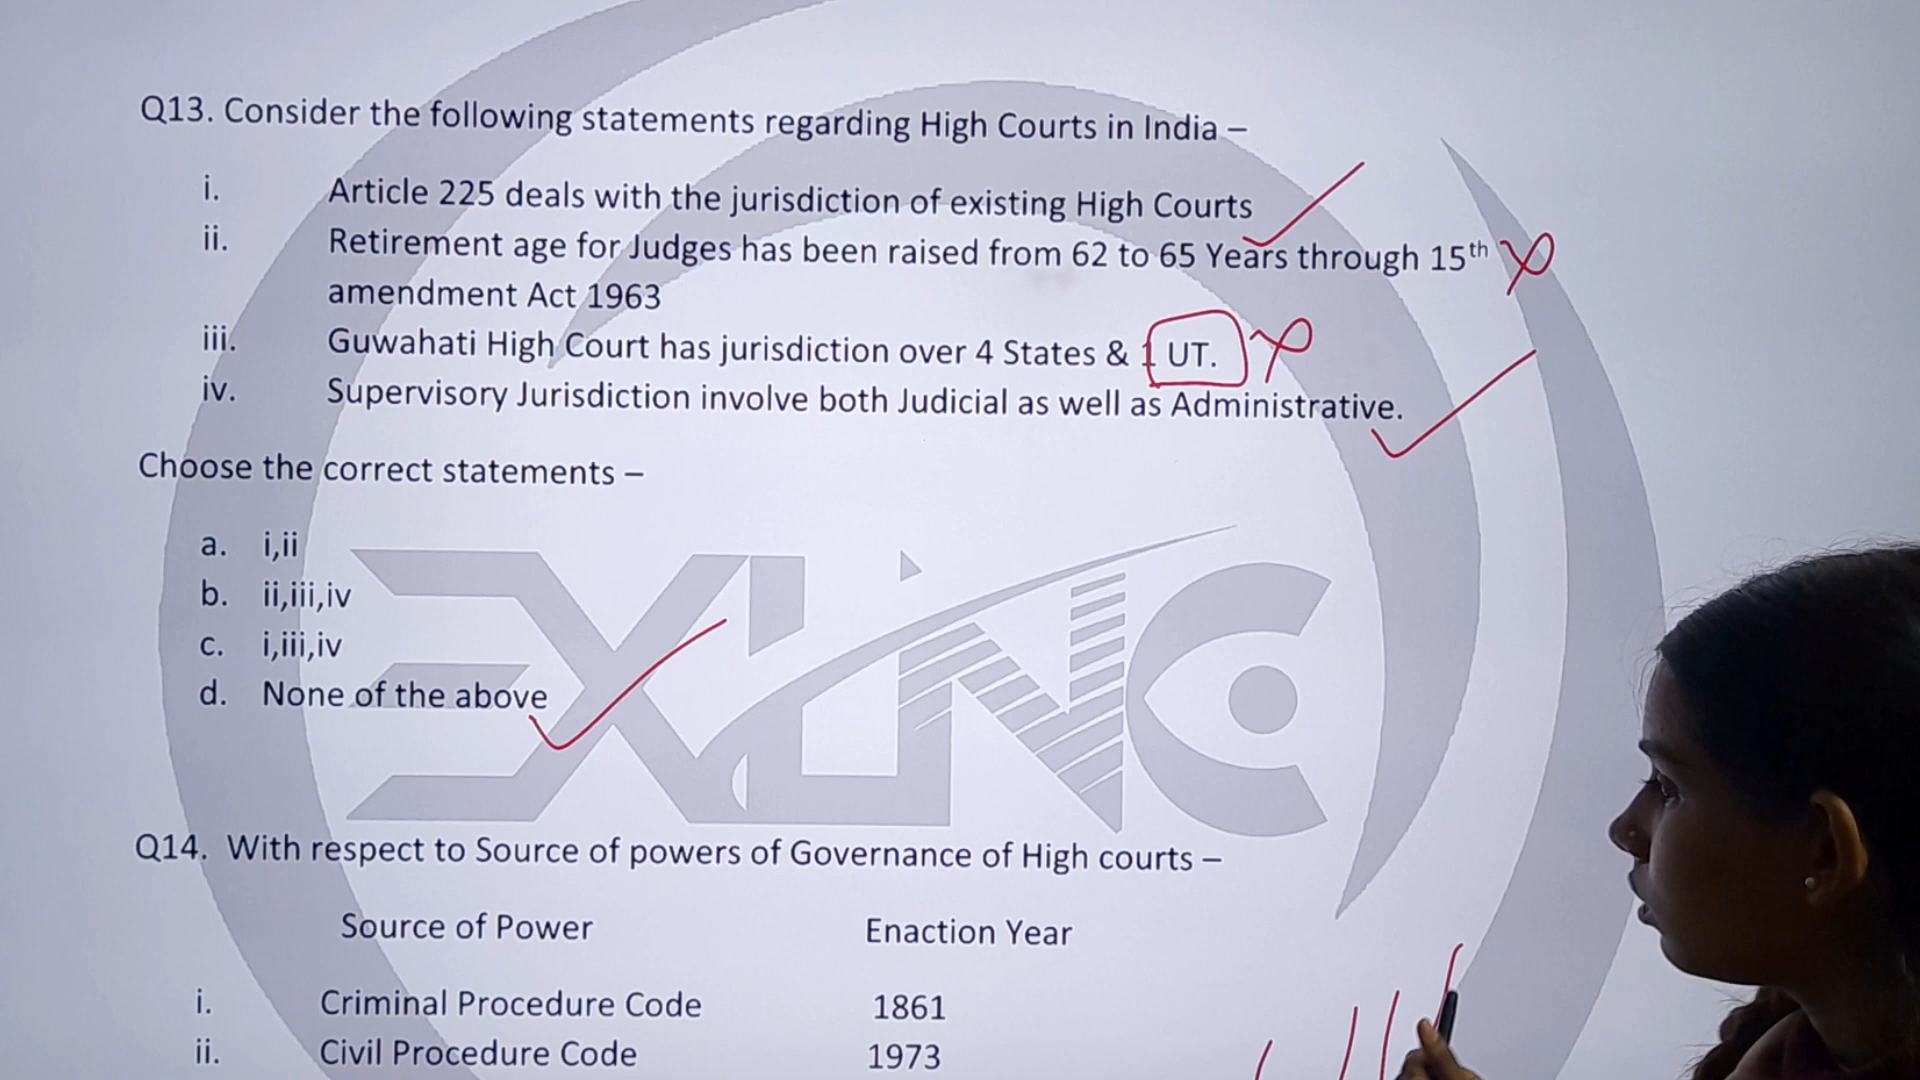 Q13. Consider the following statements regarding High Courts in India –
i. Article 225 deals with the jurisdiction of existing High Courts
ii. Retirement age for Judges has been raised from 62 to 65 Years through 15th
amendment Act 1963
iii. Guwahati High Court has jurisdiction over 4 States & 1 UT.
iv. Supervisory Jurisdiction involve both Judicial as well as Administrative.
Choose the correct statements –
a. i,ii
b. ii,iii,iv
c. i,iii,iv
d. None of the above
EXLNC
Q14. With respect to Source of powers of Governance of High courts –
Source of Power Enaction Year
i. Criminal Procedure Code 1861
ii. Civil Procedure Code 1973